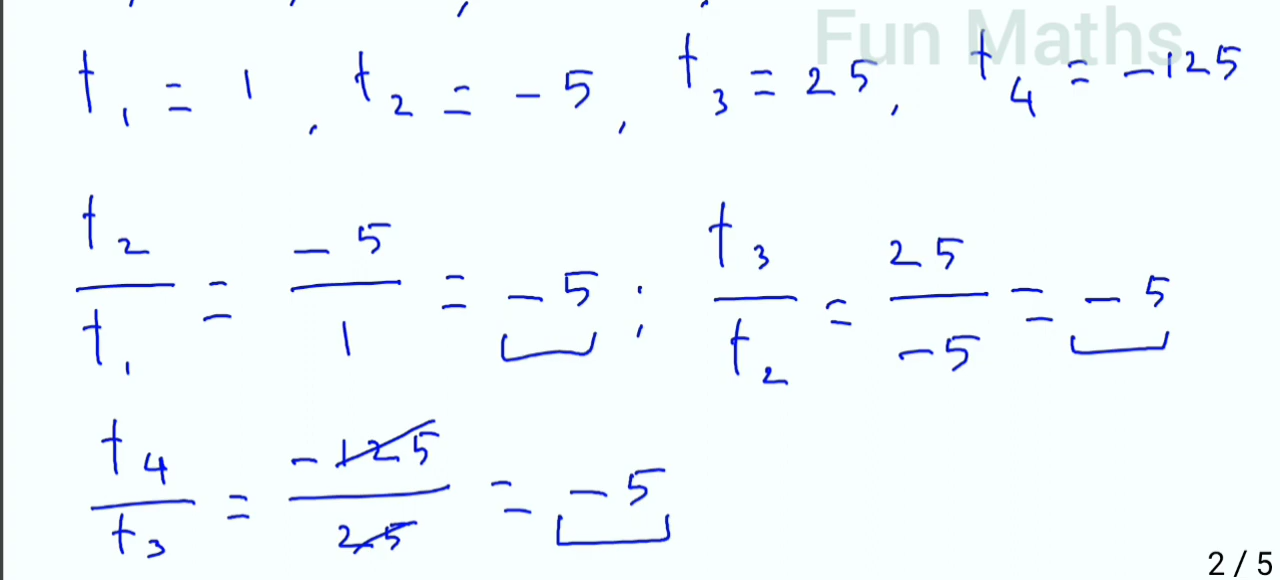 Fun Maths
t₁ = 1, t₂ = -5, t₃ = 25, t₄ = -125
t₂/t₁ = -5/1 = -5 ; t₃/t₂ = 25/-5 = -5
t₄/t₃ = -125/25 = -5
2/5